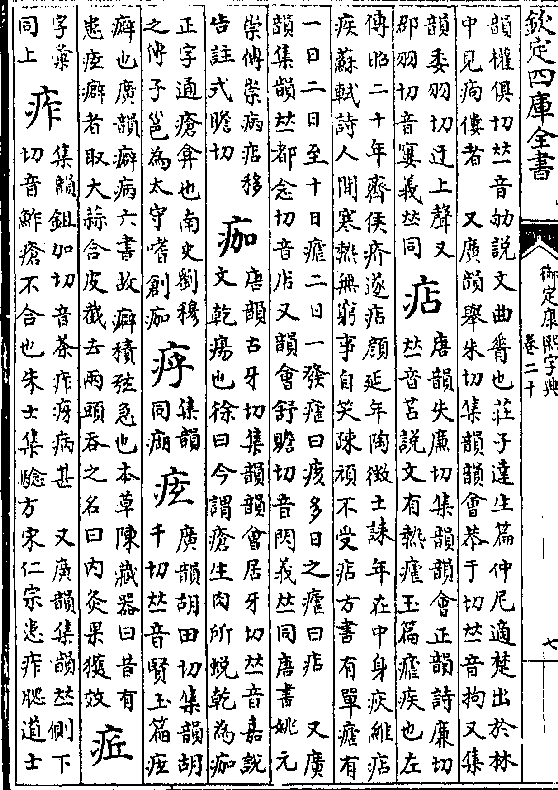 欽定四庫全書
御定康熙字典
卷二十
七
韻權俱切𠀤音劬說文曲脊也莊子達生篇仲尼適楚出於林
中見痀僂者 又廣韻舉朱切集韻韻會恭于切𠀤音拘又集
韻委羽切迂上聲又
郡羽切音窶義𠀤同
痁
唐韻失廉切集韻韻會正韻詩廉切
𠀤音苫說文有熱瘧玉篇瘧疾也左
傳昭二十年齊侯疥遂痁顏延年陶徵士誄年在中身疢維痁
疾蘇軾詩人間寒熱無窮事自笑疎頑不受痁方書有單瘧有
一日二日至十日瘧二日一發瘧曰痎多日之瘧曰痁 又廣
韻集韻𠀤都念切音店又韻會舒贍切音閃義𠀤同唐書姚元
崇傳崇病痁移
告註式贍切
痂
唐韻古牙切集韻韻會居牙切𠀤音嘉說
文乾瘍也徐曰今謂瘡生肉所蛻乾為痂
正字通瘡弇也南史劉穆
之傳子邕為太守嗜創痂
㾇
集韻
同痫
痃
廣韻胡田切集韻胡
千切𠀤音賢玉篇痃
癖也廣韻癖病六書故癖積弦急也本草陳藏器曰昔有
患痃癖者取大蒜合皮截去兩頭吞之名曰內灸果獲效
㽱
字彙
同上
痄
集韻鉏加切音茶痄疨病甚 又廣韻集韻𠀤側下
切音鮓瘡不合也朱士集驗方宋仁宗患痄腮道士